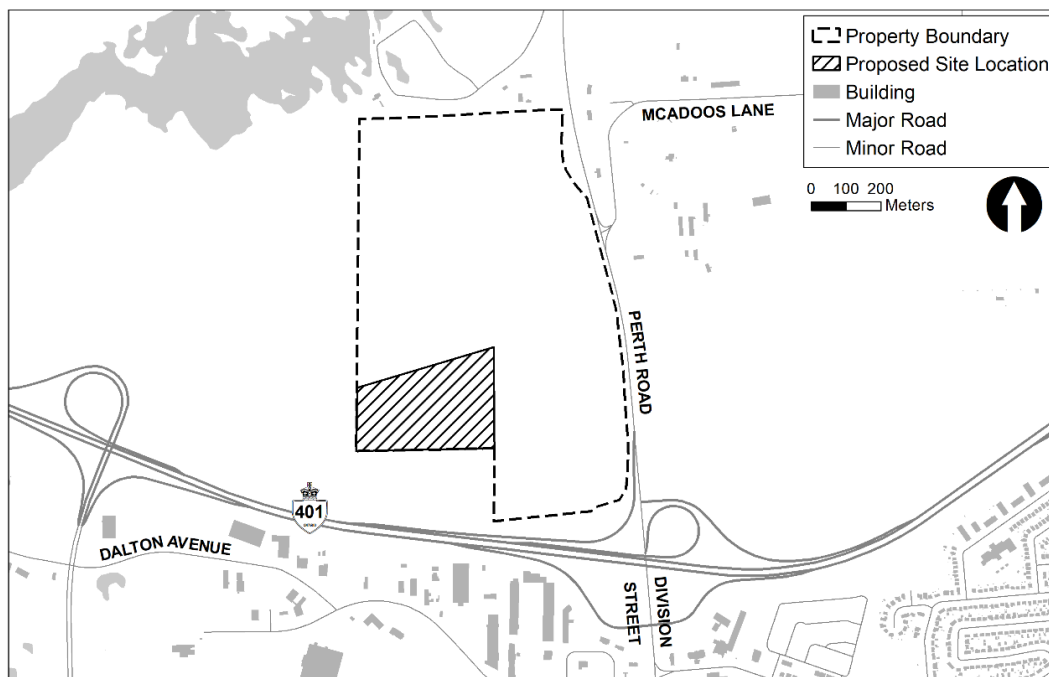 Property Boundary
Proposed Site Location
Building
Major Road
Minor Road
0 100 200
Meters
MCADOOS LANE
PERTH ROAD
401
DALTON AVENUE
DIVISION
STREET